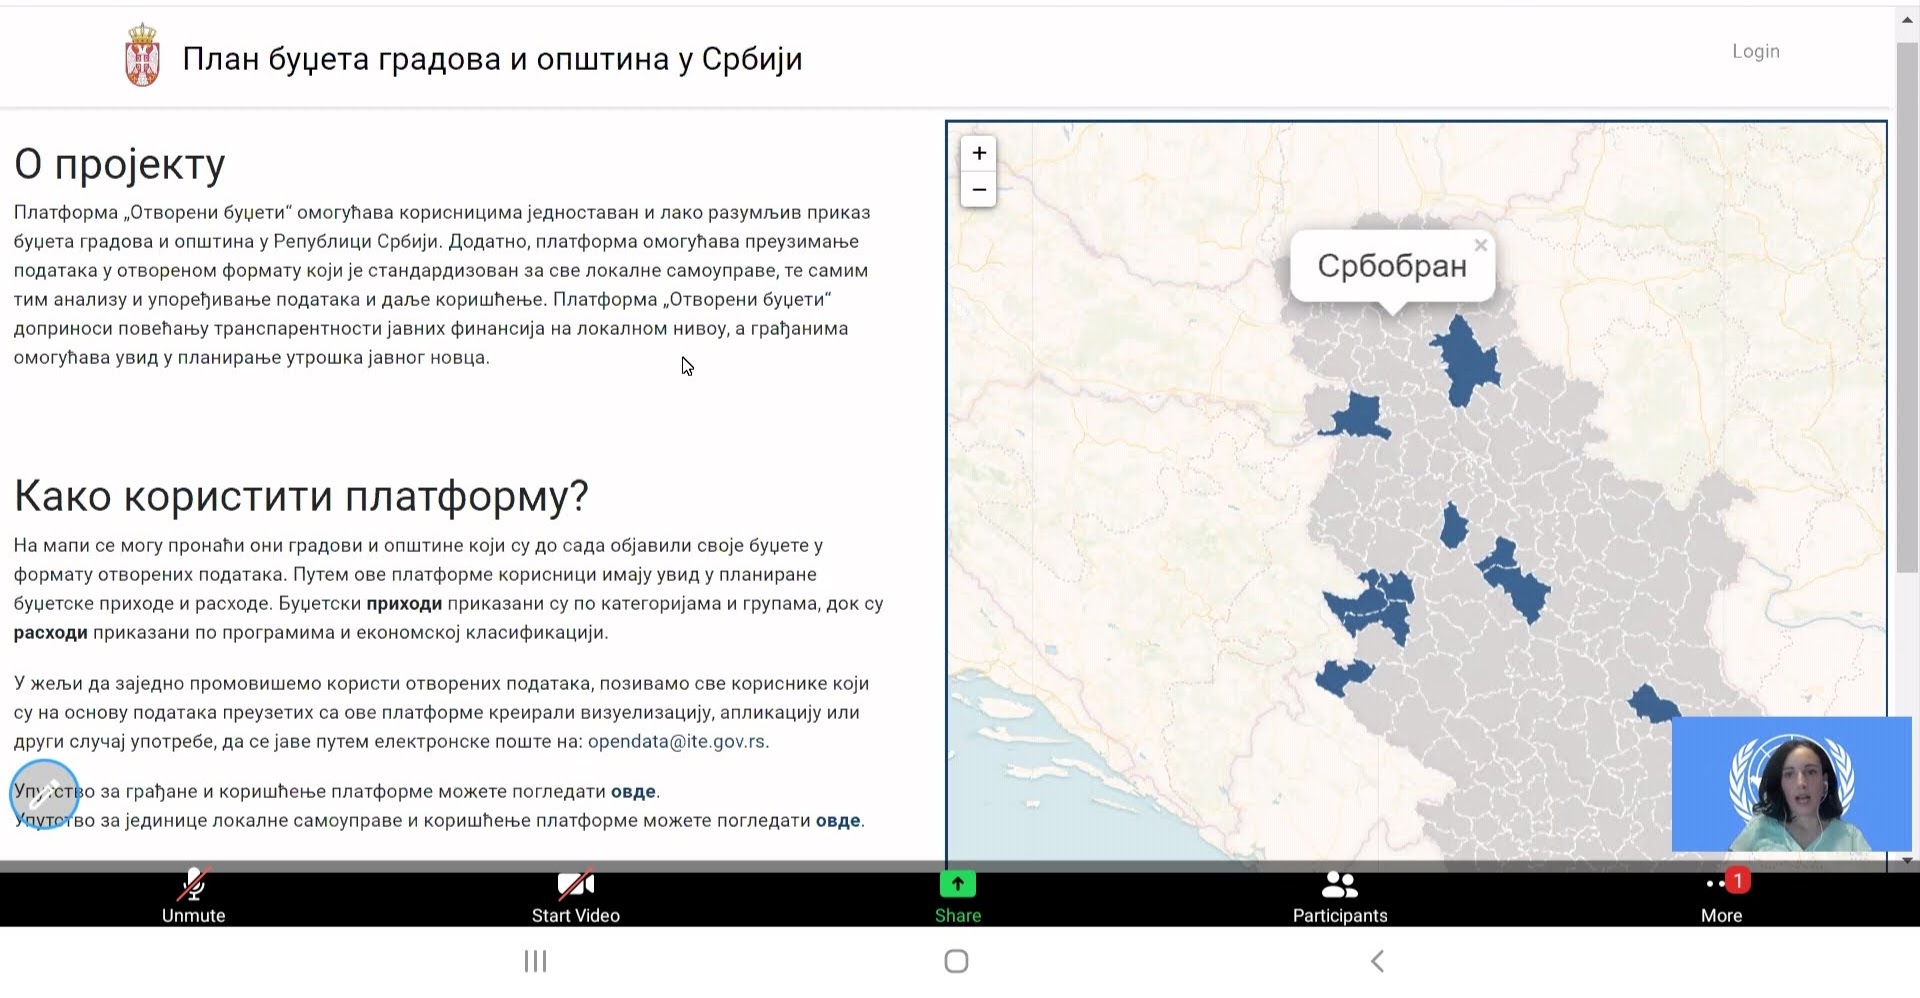 План буџета градова и општина у Србији
Login
О пројекту
Платформа „Отворени буџети“ омогућава корисницима једноставан и лако разумљив приказ
буџета градова и општина у Републици Србији. Додатно, платформа омогућава преузимање
података у отвореном формату који је стандардизован за све локалне самоуправе, те самим
тим анализу и упоређивање података и даље коришћење. Платформа „Отворени буџети“
доприноси повећању транспарентности јавних финансија на локалном нивоу, а грађанима
омогућава увид у планирање утрошка јавног новца.
Како користити платформу?
На мапи се могу пронаћи они градови и општине који су до сада објавили своје буџете у
формату отворених података. Путем ове платформе корисници имају увид у планиране
буџетске приходе и расходе. Буџетски приходи приказани су по категоријама и групама, док су
расходи приказани по програмима и економској класификацији.
У жељи да заједно промовишемо користи отворених података, позивамо све кориснике који
су на основу података преузетих са ове платформе креирали визуелизацију, апликацију или
други случај употребе, да се јаве путем електронске поште на: opendata@ite.gov.rs.
Упутство за грађане и коришћење платформе можете погледати овде.
Упутство за јединице локалне самоуправе и коришћење платформе можете погледати овде.
+
−
Србобран
×
Unmute
Start Video
Share
Participants
1
More